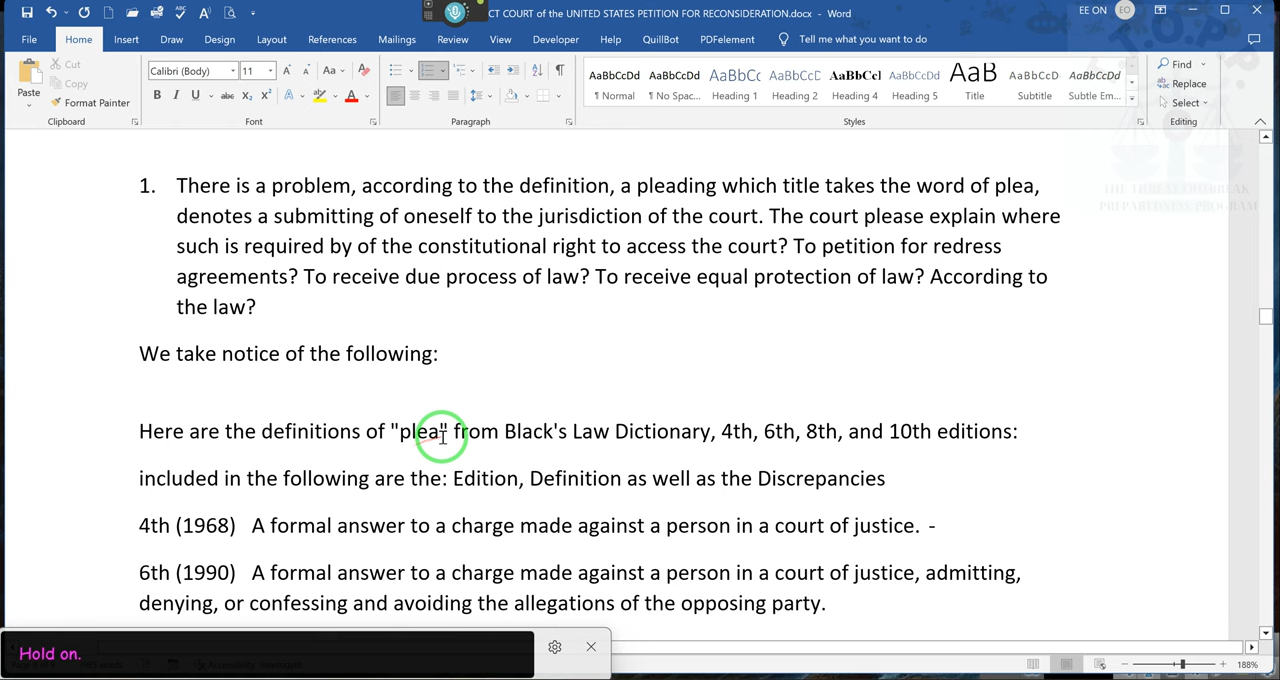 CT COURT of the UNITED STATES PETITION FOR RECONSIDERATION.docx - Word
EE ON
EO
File Home Insert Draw Design Layout References Mailings Review View Developer Help QuillBot PDFelement Tell me what you want to do
Paste
Cut
Copy
Format Painter
Clipboard
Calibri (Body) 11
Font
Paragraph
AaBbCcDd AaBbCcDd AaBbCc AaBbCcD AaBbCcl AaBbCcDd AaB AaBbCcD AaBbCcDd
¶ Normal ¶ No Spac... Heading 1 Heading 2 Heading 4 Heading 5 Title Subtitle Subtle Em...
Styles
Find
Replace
Select
Editing
T.O.P.P.
THE THREAT OUTBREAK
PREPAREDNESS PROGRAM
1. There is a problem, according to the definition, a pleading which title takes the word of plea,
denotes a submitting of oneself to the jurisdiction of the court. The court please explain where
such is required by of the constitutional right to access the court? To petition for redress
agreements? To receive due process of law? To receive equal protection of law? According to
the law?
We take notice of the following:
Here are the definitions of "plea" from Black's Law Dictionary, 4th, 6th, 8th, and 10th editions:
included in the following are the: Edition, Definition as well as the Discrepancies
4th (1968) A formal answer to a charge made against a person in a court of justice. -
6th (1990) A formal answer to a charge made against a person in a court of justice, admitting,
denying, or confessing and avoiding the allegations of the opposing party.
Hold on.
188%